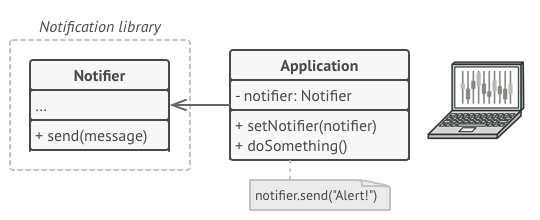 Notification library
Notifier
...
+ send(message)
Application
- notifier: Notifier
+ setNotifier(notifier)
+ doSomething()
notifier.send("Alert!")